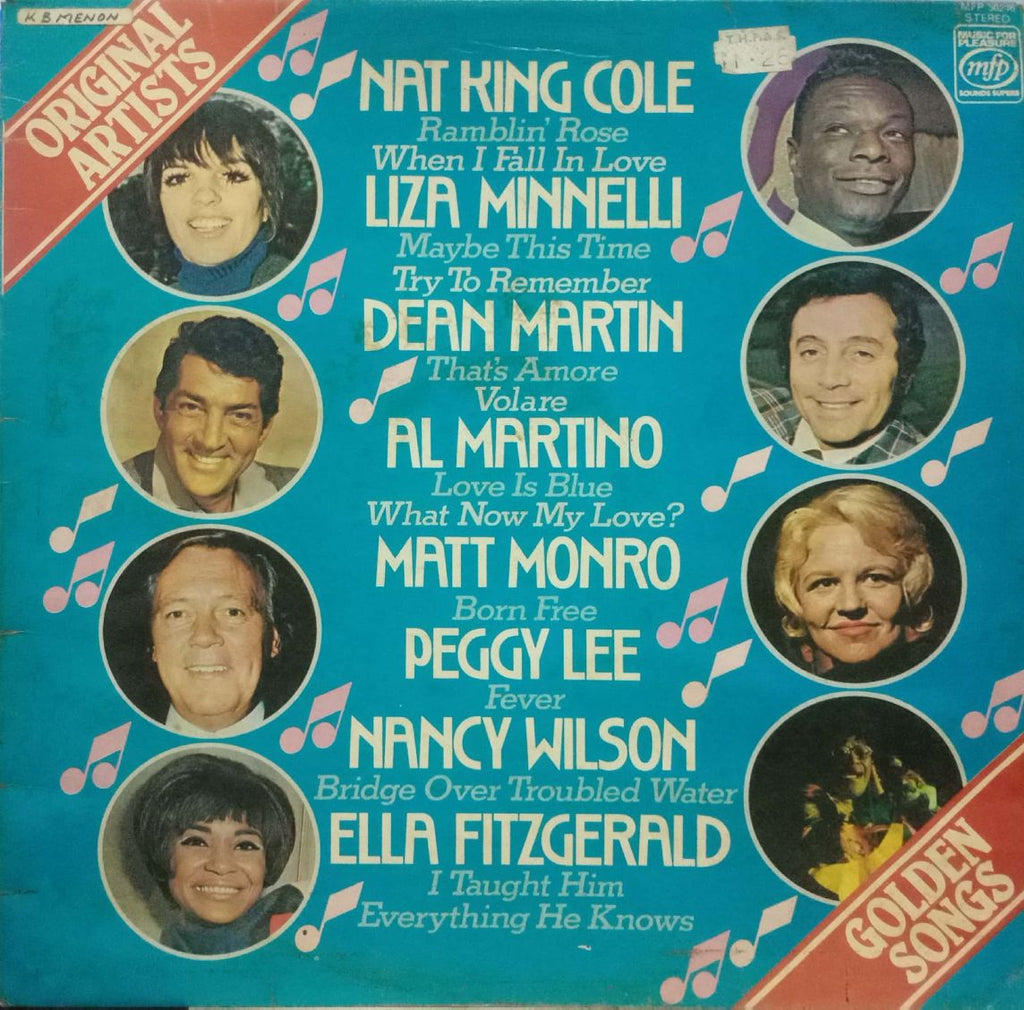 K B MENON
ORIGINAL
ARTISTS
STEREO
MUSIC FOR
PLEASURE
mfp
SOUNDS SUPERB
NAT KING COLE
Ramblin' Rose
When I Fall In Love
LIZA MINNELLI
Maybe This Time
Try To Remember
DEAN MARTIN
That's Amore
Volare
AL MARTINO
Love Is Blue
What Now My Love?
MATT MONRO
Born Free
PEGGY LEE
Fever
NANCY WILSON
Bridge Over Troubled Water
ELLA FITZGERALD
I Taught Him
Everything He Knows
GOLDEN
SONGS